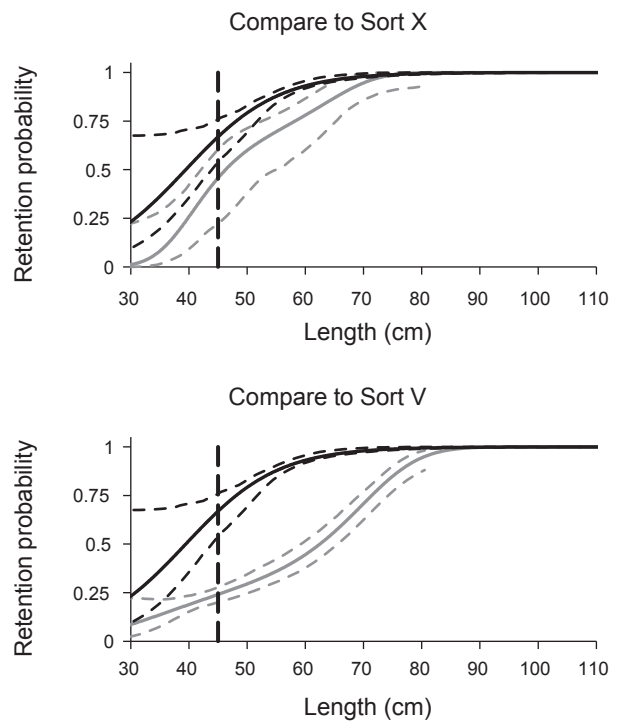 Compare to Sort X
Retention probability
1
0.75
0.5
0.25
0
30 40 50 60 70 80 90 100 110
Length (cm)
Compare to Sort V
Retention probability
1
0.75
0.5
0.25
0
30 40 50 60 70 80 90 100 110
Length (cm)